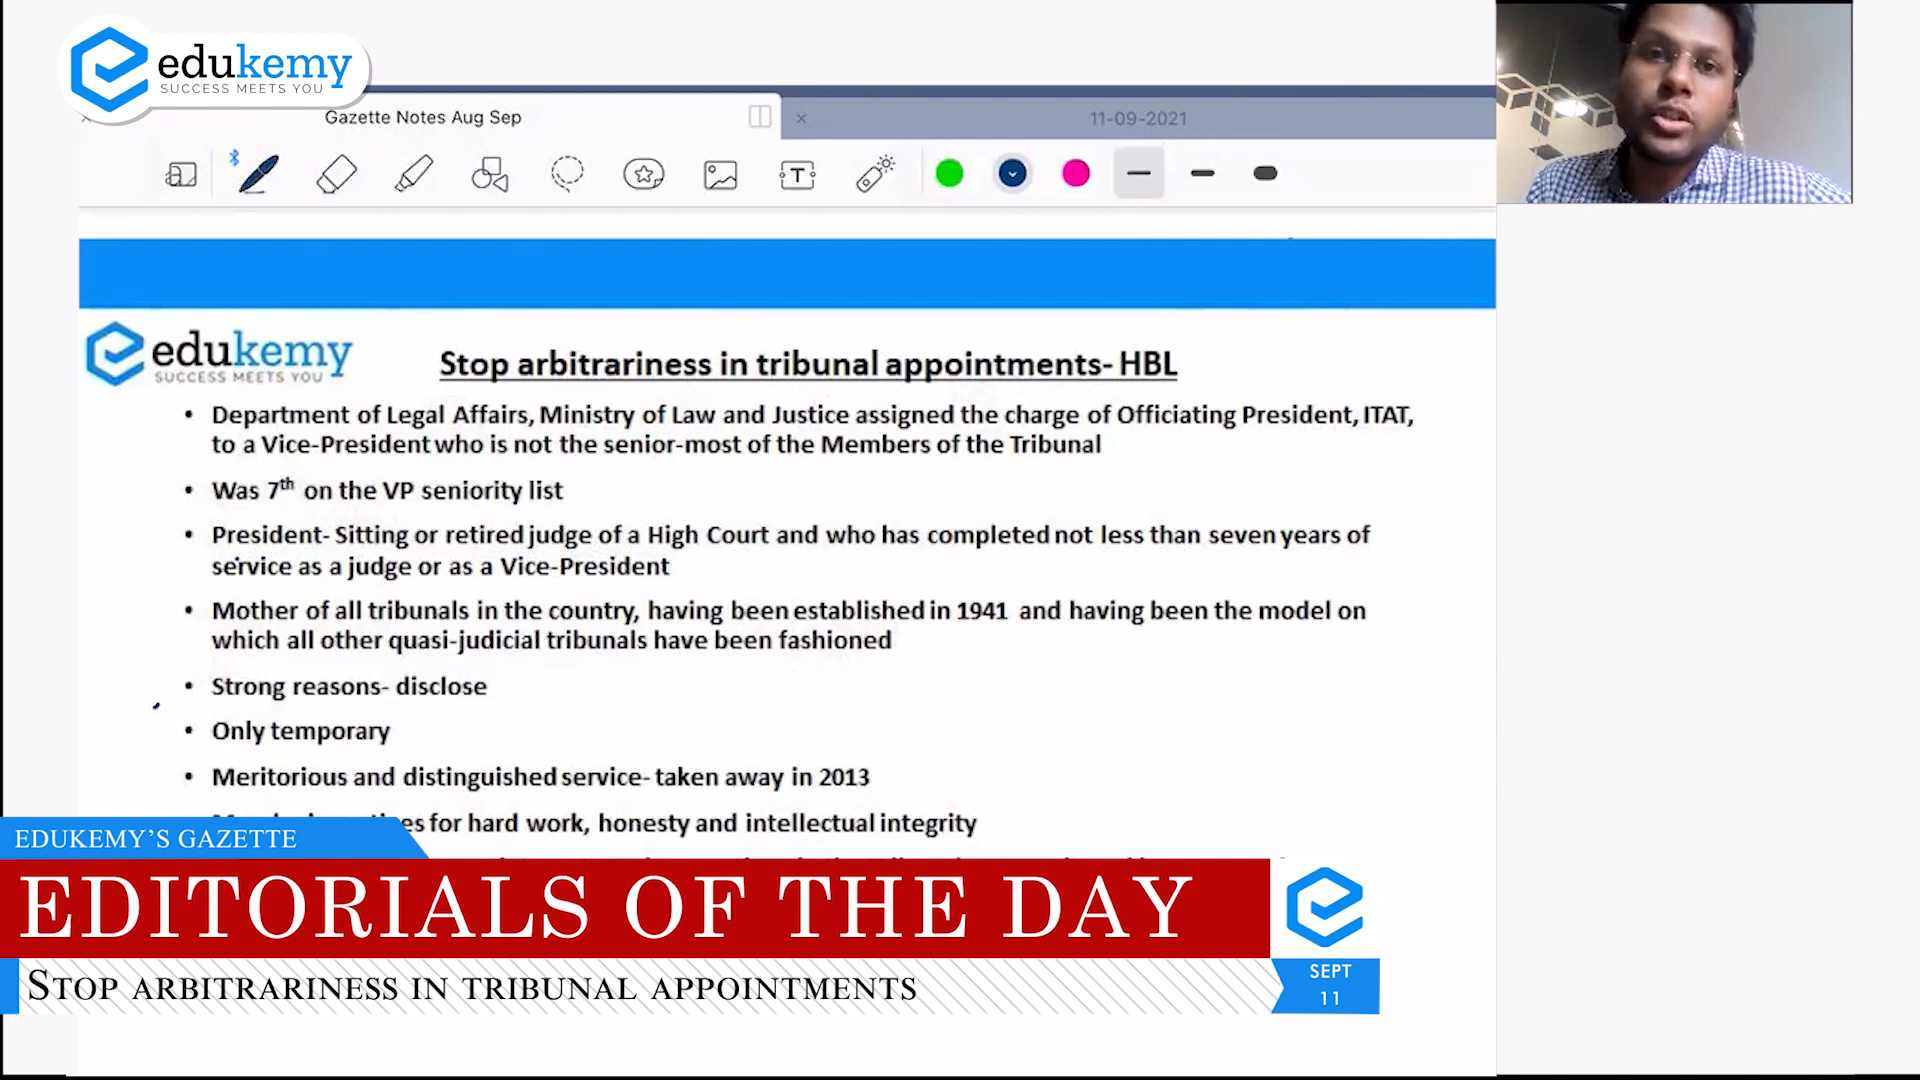 edukemy
SUCCESS MEETS YOU
Gazette Notes Aug Sep
11-09-2021
T
edukemy
SUCCESS MEETS YOU
Stop arbitrariness in tribunal appointments- HBL
• Department of Legal Affairs, Ministry of Law and Justice assigned the charge of Officiating President, ITAT,
to a Vice-President who is not the senior-most of the Members of the Tribunal
• Was 7th on the VP seniority list
• President- Sitting or retired judge of a High Court and who has completed not less than seven years of
service as a judge or as a Vice-President
• Mother of all tribunals in the country, having been established in 1941 and having been the model on
which all other quasi-judicial tribunals have been fashioned
• Strong reasons- disclose
• Only temporary
• Meritorious and distinguished service- taken away in 2013
for hard work, honesty and intellectual integrity
EDUKEMY'S GAZETTE
EDITORIALS OF THE DAY
STOP ARBITRARINESS IN TRIBUNAL APPOINTMENTS
SEPT
11